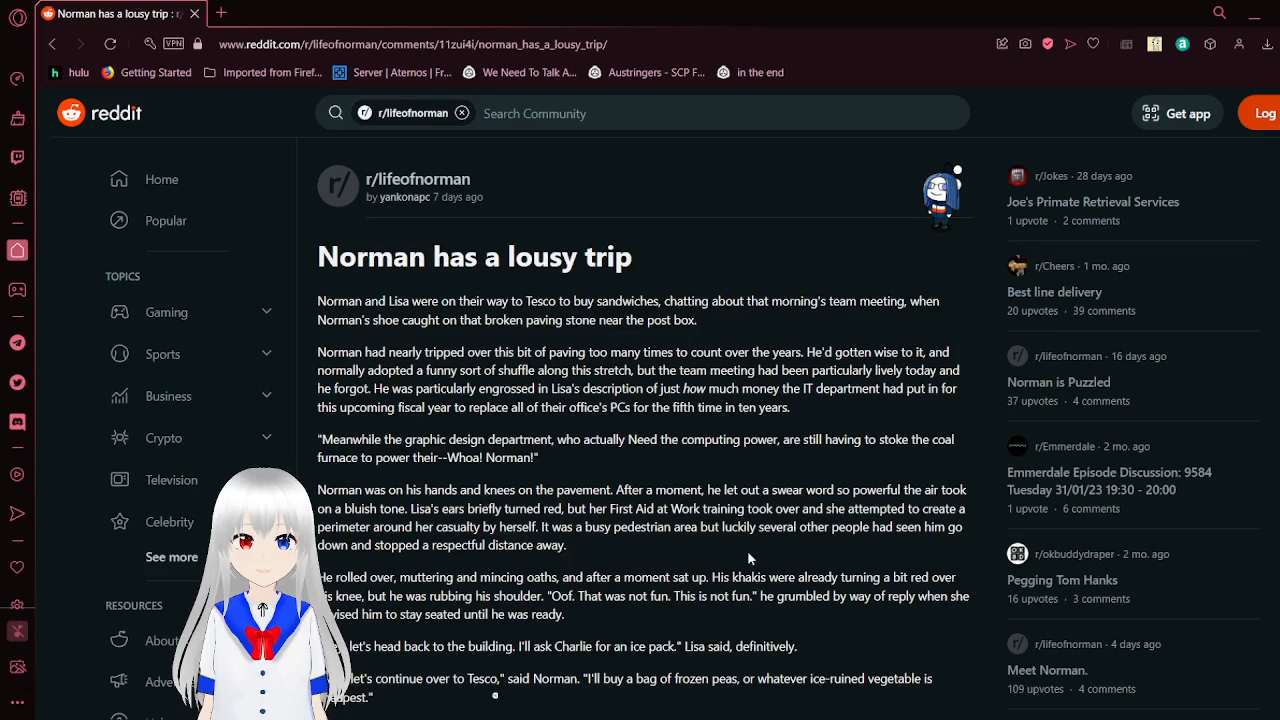 Norman has a lousy trip : r/
www.reddit.com/r/lifeofnorman/comments/11zui4i/norman_has_a_lousy_trip/
VPN
hulu
Getting Started
Imported from Firef...
Server | Aternos | Fr...
We Need To Talk A...
Austringers - SCP F...
in the end
reddit
r/lifeofnorman
Search Community
Get app
Log
Home
Popular
TOPICS
Gaming
Sports
Business
Crypto
Television
Celebrity
See more
RESOURCES
About
Adve
r/lifeofnorman
by yankonapc 7 days ago
Norman has a lousy trip
Norman and Lisa were on their way to Tesco to buy sandwiches, chatting about that morning's team meeting, when
Norman's shoe caught on that broken paving stone near the post box.
Norman had nearly tripped over this bit of paving too many times to count over the years. He'd gotten wise to it, and
normally adopted a funny sort of shuffle along this stretch, but the team meeting had been particularly lively today and
he forgot. He was particularly engrossed in Lisa's description of just how much money the IT department had put in for
this upcoming fiscal year to replace all of their office's PCs for the fifth time in ten years.
"Meanwhile the graphic design department, who actually Need the computing power, are still having to stoke the coal
furnace to power their--Whoa! Norman!"
Norman was on his hands and knees on the pavement. After a moment, he let out a swear word so powerful the air took
on a bluish tone. Lisa's ears briefly turned red, but her First Aid at Work training took over and she attempted to create a
perimeter around her casualty by herself. It was a busy pedestrian area but luckily several other people had seen him go
down and stopped a respectful distance away.
He rolled over, muttering and mincing oaths, and after a moment sat up. His khakis were already turning a bit red over
is knee, but he was rubbing his shoulder. "Oof. That was not fun. This is not fun." he grumbled by way of reply when she
vised him to stay seated until he was ready.
let's head back to the building. I'll ask Charlie for an ice pack." Lisa said, definitively.
let's continue over to Tesco," said Norman. "I'll buy a bag of frozen peas, or whatever ice-ruined vegetable is
pest."
r/Jokes · 28 days ago
Joe's Primate Retrieval Services
1 upvote · 2 comments
r/Cheers · 1 mo. ago
Best line delivery
20 upvotes · 39 comments
r/lifeofnorman · 16 days ago
Norman is Puzzled
37 upvotes · 4 comments
r/Emmerdale · 2 mo. ago
Emmerdale Episode Discussion: 9584
Tuesday 31/01/23 19:30 - 20:00
1 upvote · 6 comments
r/okbuddydraper · 2 mo. ago
Pegging Tom Hanks
16 upvotes · 3 comments
r/lifeofnorman · 4 days ago
Meet Norman.
109 upvotes · 4 comments